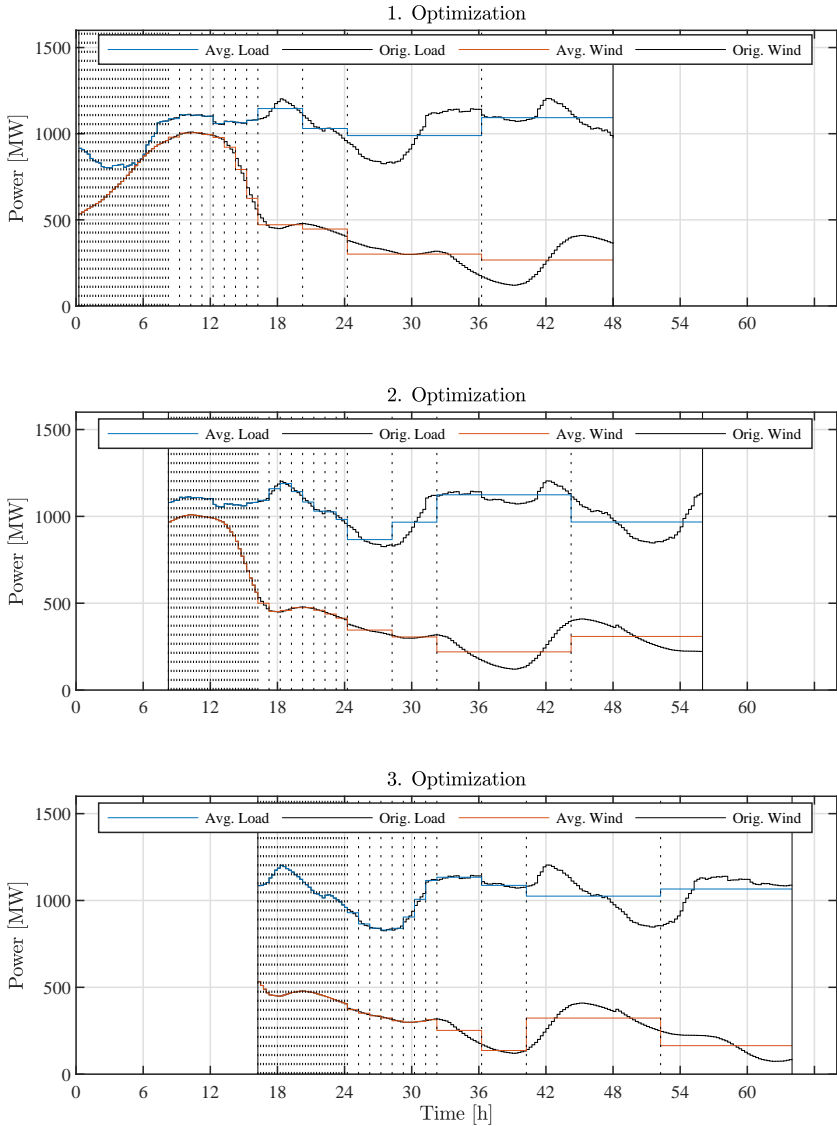 1. Optimization
Avg. Load Orig. Load Avg. Wind Orig. Wind
Power [MW]
1500
1000
500
0
0 6 12 18 24 30 36 42 48 54 60
2. Optimization
Avg. Load Orig. Load Avg. Wind Orig. Wind
Power [MW]
1500
1000
500
0
0 6 12 18 24 30 36 42 48 54 60
3. Optimization
Avg. Load Orig. Load Avg. Wind Orig. Wind
Power [MW]
1500
1000
500
0
0 6 12 18 24 30 36 42 48 54 60
Time [h]